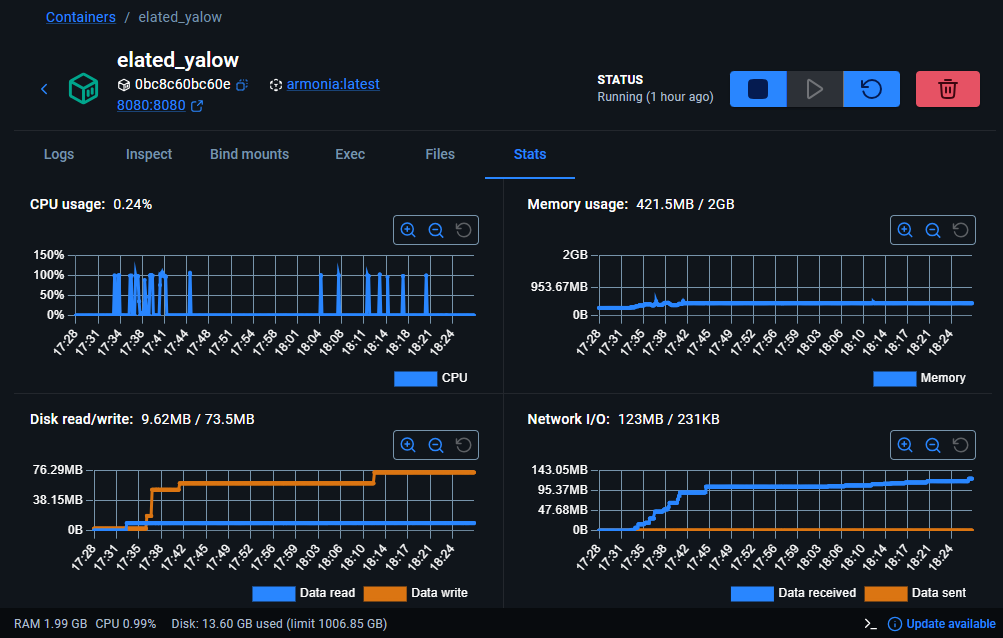 Containers / elated_yalow
elated_yalow
0bc8c60bc60e armonia:latest
8080:8080
STATUS
Running (1 hour ago)
Logs Inspect Bind mounts Exec Files Stats
CPU usage: 0.24%
150%
100%
50%
0%
17:28 17:31 17:34 17:38 17:41 17:44 17:48 17:51 17:54 17:58 18:01 18:04 18:08 18:11 18:14 18:18 18:21 18:24
CPU
Memory usage: 421.5MB / 2GB
2GB
953.67MB
0B
17:28 17:31 17:35 17:38 17:42 17:45 17:49 17:52 17:56 17:59 18:03 18:06 18:10 18:14 18:17 18:21 18:24
Memory
Disk read/write: 9.62MB / 73.5MB
76.29MB
38.15MB
0B
17:28 17:31 17:35 17:38 17:42 17:45 17:49 17:52 17:56 17:59 18:03 18:06 18:10 18:14 18:17 18:21 18:24
Data read Data write
Network I/O: 123MB / 231KB
143.05MB
95.37MB
47.68MB
0B
17:28 17:31 17:35 17:38 17:42 17:45 17:49 17:52 17:56 17:59 18:03 18:06 18:10 18:14 18:17 18:21 18:24
Data received Data sent
RAM 1.99 GB CPU 0.99% Disk: 13.60 GB used (limit 1006.85 GB) >_ Update available